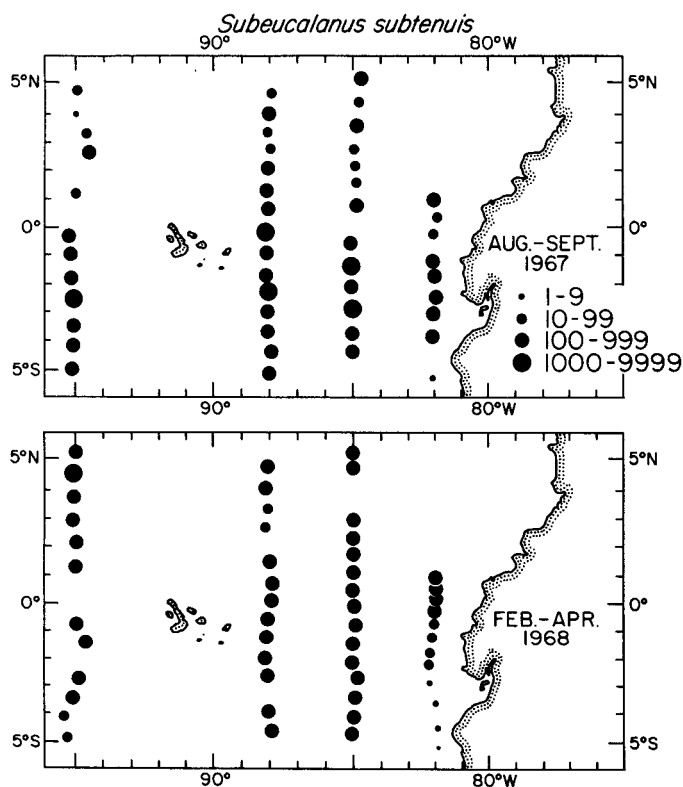 Subeucalanus subtenuis
90° 80°W
5°N 5°N
0° 0°
AUG.-SEPT.
1967
1-9
10-99
100-999
1000-9999
5°S
90° 80°W
5°N 5°N
0° 0°
FEB.-APR.
1968
5°S 5°S
90° 80°W